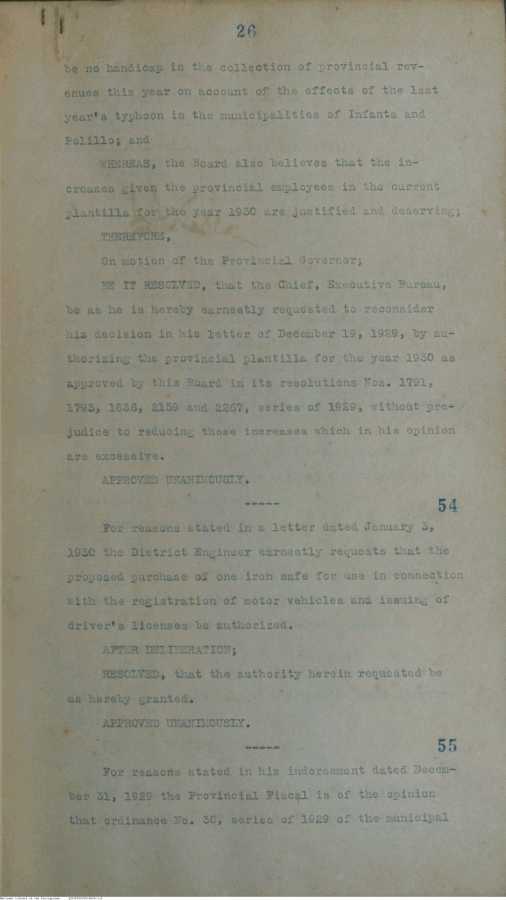 26
be no handicap in the collection of provincial rev-
enues this year on account of the effects of the last
year's typhoon in the municipalities of Infanta and
Polillo; and
WHEREAS, the Board also believes that the in-
creases given the provincial employees in the current
plantilla for the year 1930 are justified and deserving;
THEREFORE,
On motion of the Provincial Governor;
BE IT RESOLVED, that the Chief, Executive Bureau,
be as he is hereby earnestly requested to reconsider
his decision in his letter of December 19, 1929, by au-
thorizing the provincial plantilla for the year 1930 as
approved by this Board in its resolutions Nos. 1791,
1793, 1836, 2159 and 2267, series of 1929, without pre-
judice to reducing those increases which in his opinion
are excessive.
APPROVED UNANIMOUSLY.
-----
54
For reasons stated in a letter dated January 3,
1930 the District Engineer earnestly requests that the
proposed purchase of one iron safe for use in connection
with the registration of motor vehicles and issuing of
driver's licenses be authorized.
AFTER DELIBERATION;
RESOLVED, that the authority herein requested be
as hereby granted.
APPROVED UNANIMOUSLY.
-----
55
For reasons stated in his indorsement dated Decem-
ber 31, 1929 the Provincial Fiscal is of the opinion
that ordinance No. 30, series of 1929 of the municipal